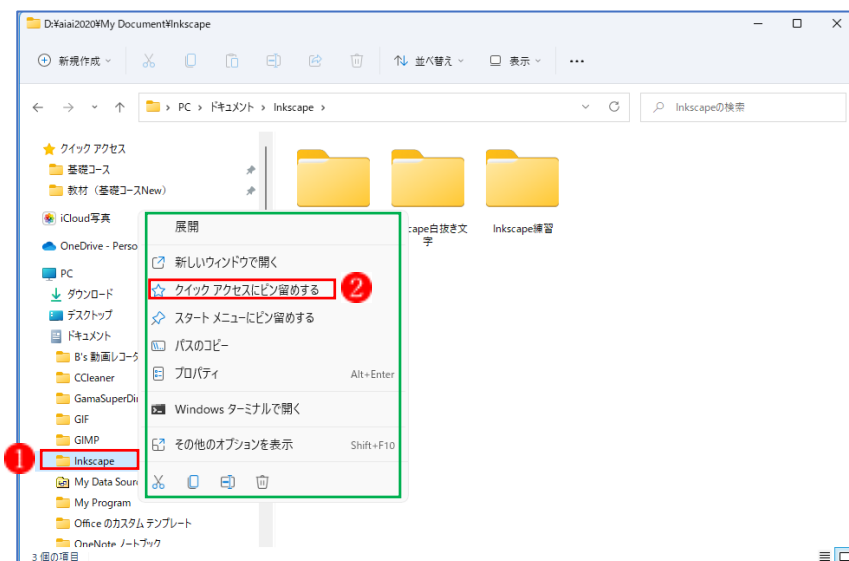 D:¥aiai2020¥My Document¥Inkscape
新規作成
並べ替え
表示
PC > ドキュメント > Inkscape >
Inkscapeの検索
クイック アクセス
基礎コース
教材（基礎コースNew）
iCloud写真
OneDrive - Perso
PC
ダウンロード
デスクトップ
ドキュメント
B's 動画レコーダ
CCleaner
GamaSuperDir
GIF
GIMP
1
Inkscape
My Data Sour
My Program
Office のカスタム テンプレート
OneNote ノートブック
3 個の項目
展開
新しいウィンドウで開く
クイック アクセスにピン留めする
2
スタート メニューにピン留めする
パスのコピー
プロパティ
Alt+Enter
Windows ターミナルで開く
その他のオプションを表示
Shift+F10
cape白抜き文
字
Inkscape練習